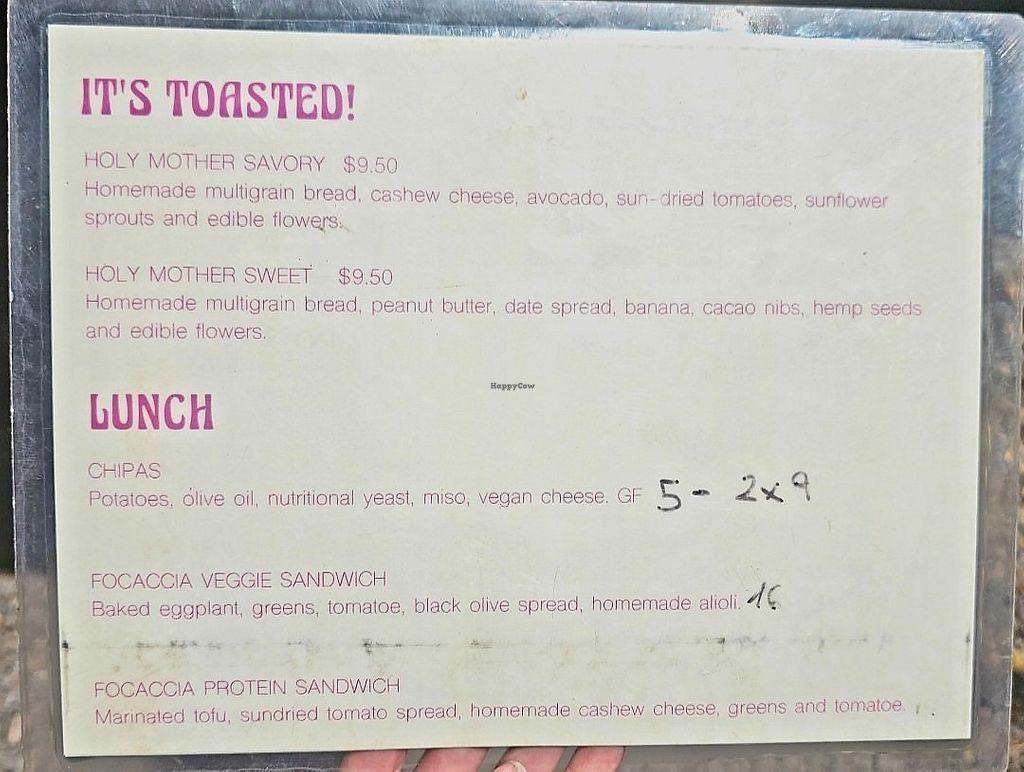 IT'S TOASTED!
HOLY MOTHER SAVORY $9.50
Homemade multigrain bread, cashew cheese, avocado, sun-dried tomatoes, sunflower
sprouts and edible flowers.
HOLY MOTHER SWEET $9.50
Homemade multigrain bread, peanut butter, date spread, banana, cacao nibs, hemp seeds
and edible flowers.
HappyCow
LUNCH
CHIPAS
Potatoes, olive oil, nutritional yeast, miso, vegan cheese. GF 5 - 2x9
FOCACCIA VEGGIE SANDWICH
Baked eggplant, greens, tomatoe, black olive spread, homemade alioli. 16
FOCACCIA PROTEIN SANDWICH
Marinated tofu, sundried tomato spread, homemade cashew cheese, greens and tomatoe.